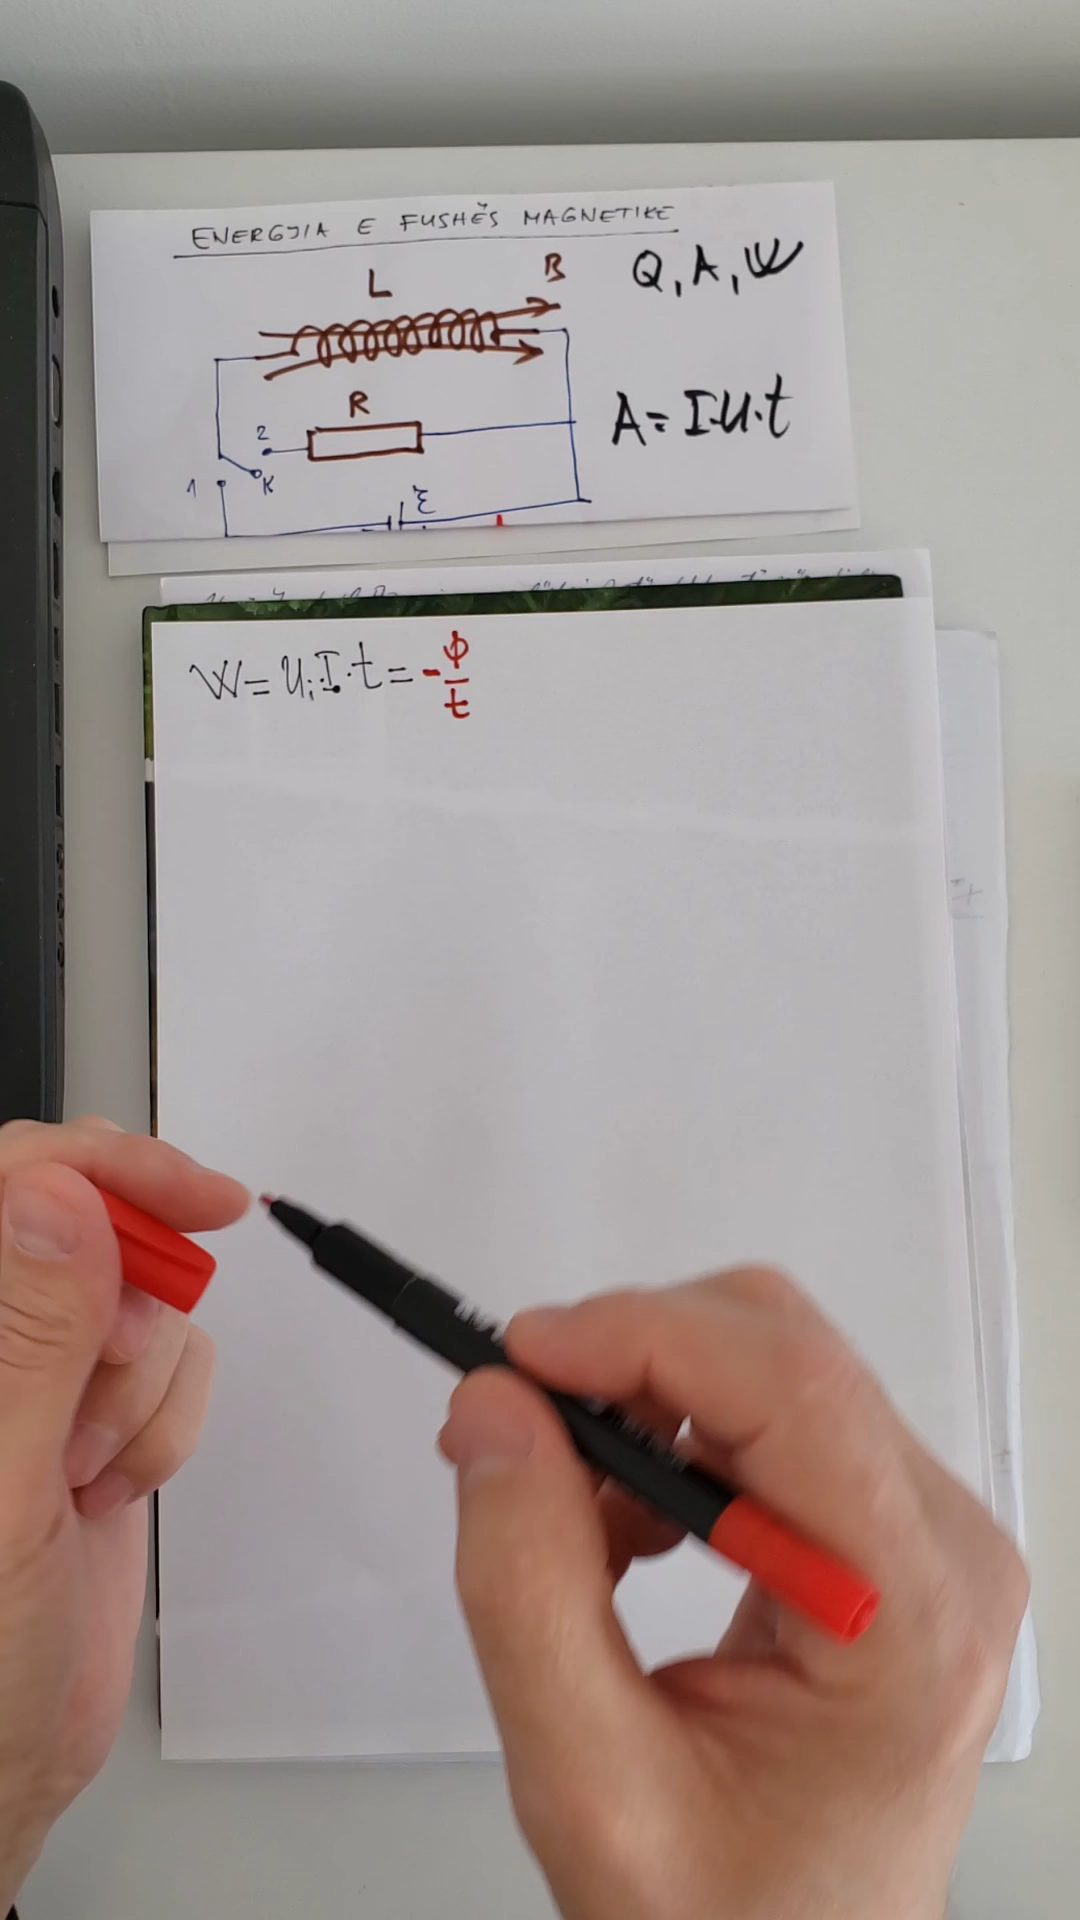 ENERGJIA E FUSHËS MAGNETIKE
L
B
Q, A, W
R
A = I·U·t
2
1
K
ℰ
W = Uᵢ·I·t = -Φ/t